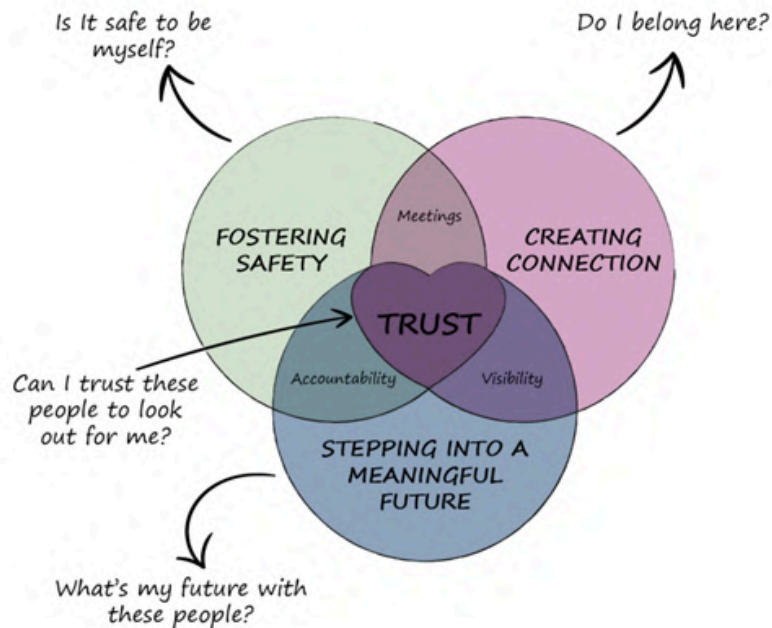 Is It safe to be
myself?
Do I belong here?
Meetings
FOSTERING
SAFETY
CREATING
CONNECTION
TRUST
Can I trust these
people to look
out for me?
Accountability
Visibility
STEPPING INTO A
MEANINGFUL
FUTURE
What's my future with
these people?